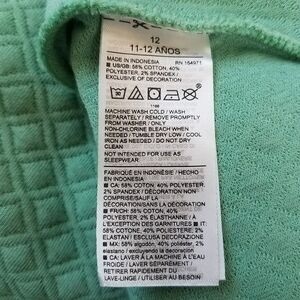 12
11-12 AÑOS
MADE IN INDONESIA RN 164971
■ US/GB: 58% COTTON, 40%
POLYESTER, 2% SPANDEX /
EXCLUSIVE OF DECORATION
MACHINE WASH COLD / WASH
SEPARATELY / REMOVE PROMPTLY
FROM WASHER / ONLY
NON-CHLORINE BLEACH WHEN
NEEDED / TUMBLE DRY LOW / COOL
IRON AS NEEDED / DO NOT DRY
CLEAN
NOT INTENDED FOR USE AS
SLEEPWEAR
FABRIQUÉ EN INDONÉSIE / HECHO
EN INDONESIA
■ CA: 58% COTON, 40% POLYESTER,
2% SPANDEX / DÉCORATION NON
COMPRISE/SAUF LA
DÉCORATION/SANS LA DÉCORATION
■ FR/CH: 58% COTON, 40%
POLYESTER, 2% ÉLASTHANNE / À
L'EXCEPTION DES GARNITURES ■ IT:
58% COTONE, 40% POLIESTERE, 2%
ELASTAN / ESCLUSA DECORAZIONE
■ MX: 58% algodón, 40% poliéster, 2%
elastano / excluyendo la decoración
■ CA: / LAVER À LA MACHINE À L'EAU
FROIDE / LAVER SÉPARÉMENT /
RETIRER RAPIDEMENT DU
LAVE-LINGE / UTILISER AU BESOIN